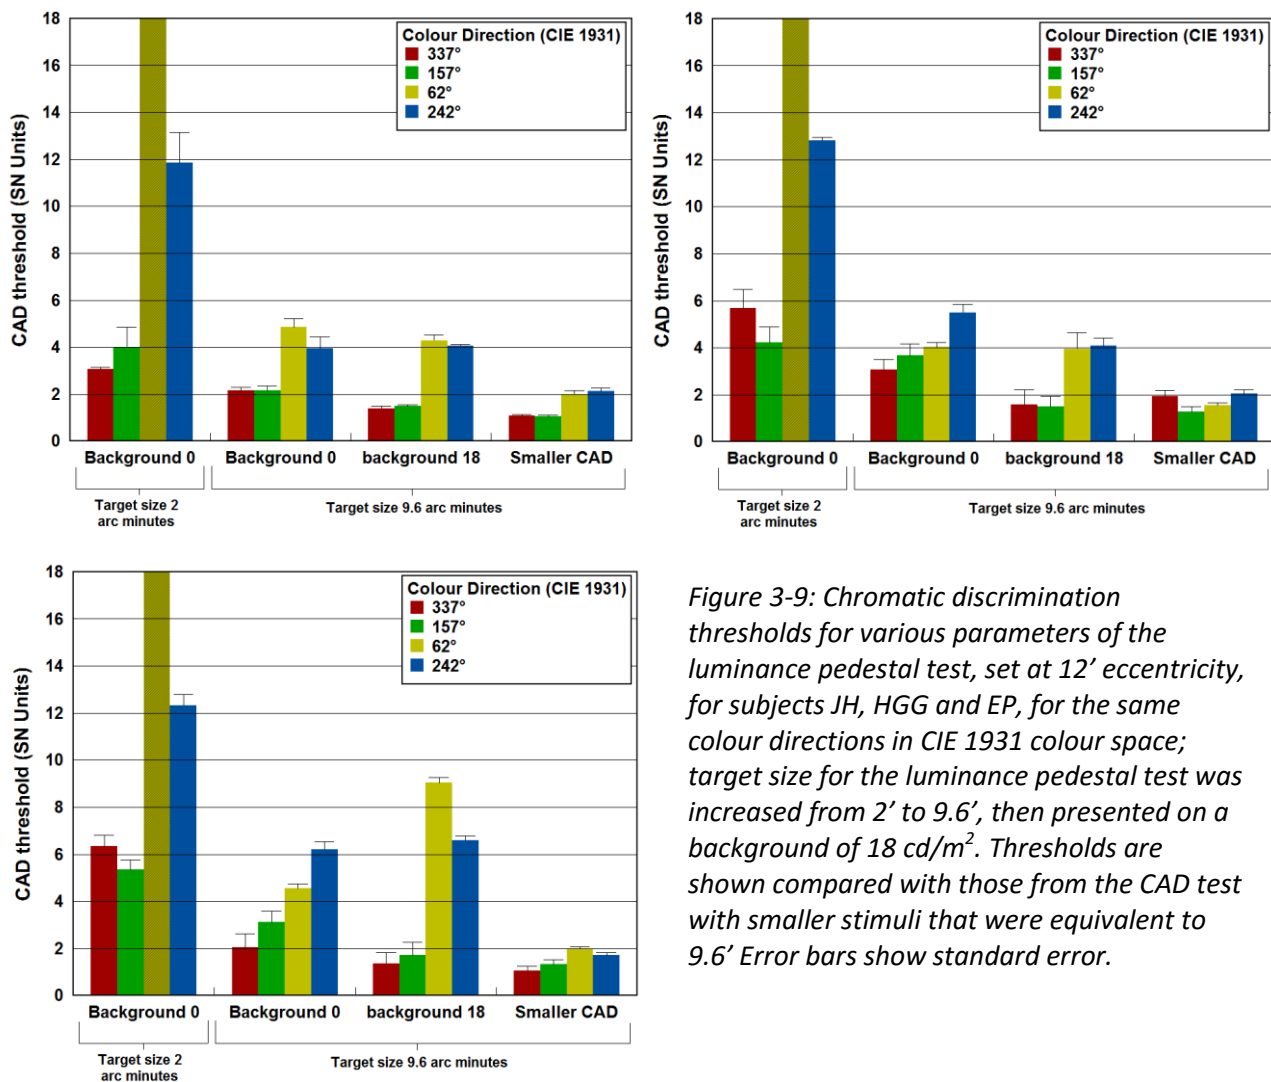 18
16
14
12
10
8
6
4
2
0
CAD threshold (SN Units)
Colour Direction (CIE 1931)
337°
157°
62°
242°
Background 0
Background 0
background 18
Smaller CAD
Target size 2
arc minutes
Target size 9.6 arc minutes
18
16
14
12
10
8
6
4
2
0
CAD threshold (SN Units)
Colour Direction (CIE 1931)
337°
157°
62°
242°
Background 0
Background 0
background 18
Smaller CAD
Target size 2
arc minutes
Target size 9.6 arc minutes
18
16
14
12
10
8
6
4
2
0
CAD threshold (SN Units)
Colour Direction (CIE 1931)
337°
157°
62°
242°
Background 0
Background 0
background 18
Smaller CAD
Target size 2
arc minutes
Target size 9.6 arc minutes
Figure 3-9: Chromatic discrimination
thresholds for various parameters of the
luminance pedestal test, set at 12’ eccentricity,
for subjects JH, HGG and EP, for the same
colour directions in CIE 1931 colour space;
target size for the luminance pedestal test was
increased from 2’ to 9.6’, then presented on a
background of 18 cd/m². Thresholds are
shown compared with those from the CAD test
with smaller stimuli that were equivalent to
9.6’ Error bars show standard error.